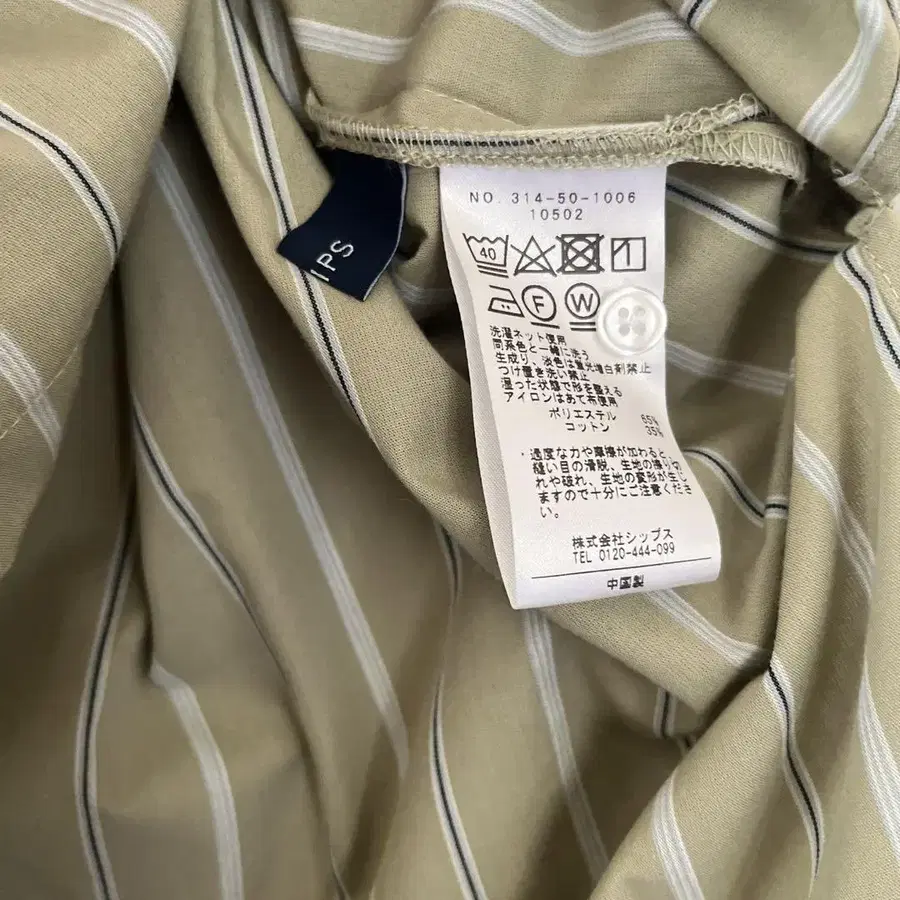 NO. 314-50-1006
10502
IPS
40
F
W
洗濯ネット使用
同系色と一緒に洗う
生成り、淡色は蛍光増白剤禁止
つけ置き洗い禁止
湿った状態で形を整える
アイロンはあて布使用
ポリエステル 65%
コットン 35%
・過度な力や摩擦が加わると、
縫い目の滑脱、生地の擦り切
れや破れ、生地の変形が生じ
ますので十分にご注意くださ
い。
株式会社シップス
TEL 0120-444-099
中国製